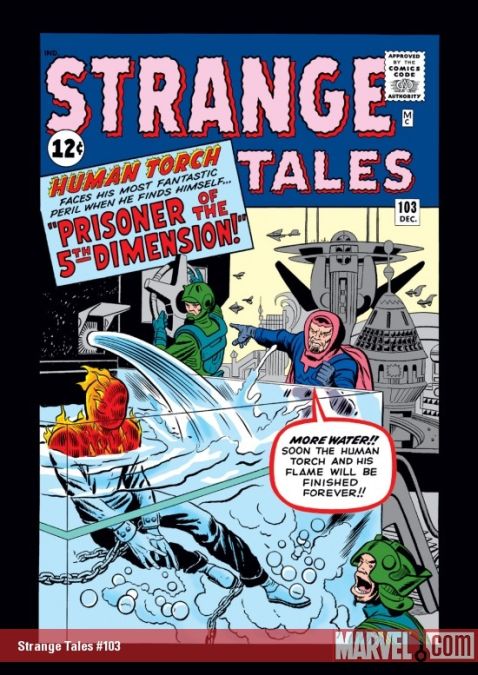 IND.
STRANGE
TALES
APPROVED
BY THE
COMICS
CODE
AUTHORITY
M
C
12¢
103
DEC.
HUMAN TORCH
FACES HIS MOST FANTASTIC
PERIL WHEN HE FINDS HIMSELF...
"PRISONER OF THE
5TH DIMENSION!"
MORE WATER!!
SOON THE HUMAN
TORCH AND HIS
FLAME WILL BE
FINISHED
FOREVER!!
Strange Tales #103
MARVEL.COM